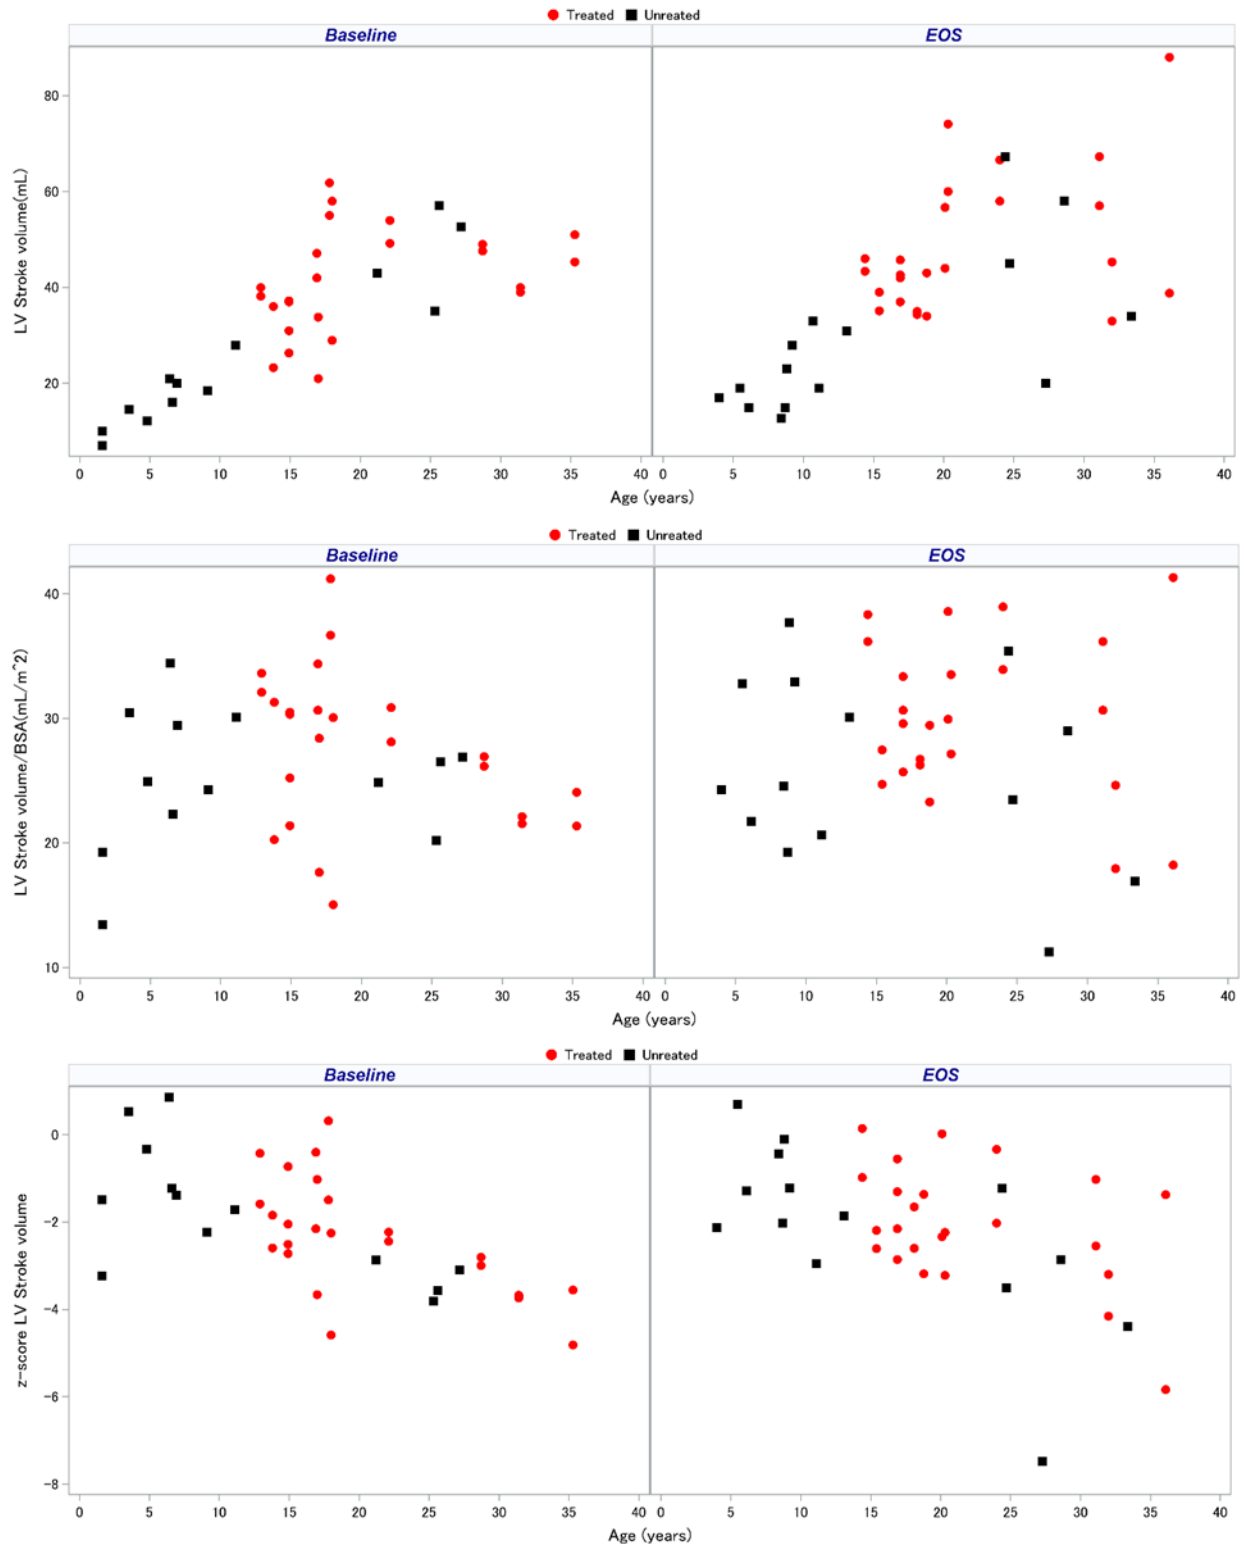 Treated Unreated
Baseline EOS
LV Stroke volume(mL)
80
60
40
20
0 5 10 15 20 25 30 35 40 0 5 10 15 20 25 30 35 40
Age (years)
Treated Unreated
Baseline EOS
LV Stroke volume/BSA(mL/m^2)
40
30
20
10
0 5 10 15 20 25 30 35 40 0 5 10 15 20 25 30 35 40
Age (years)
Treated Unreated
Baseline EOS
z-score LV Stroke volume
0
-2
-4
-6
-8
0 5 10 15 20 25 30 35 40 0 5 10 15 20 25 30 35 40
Age (years)